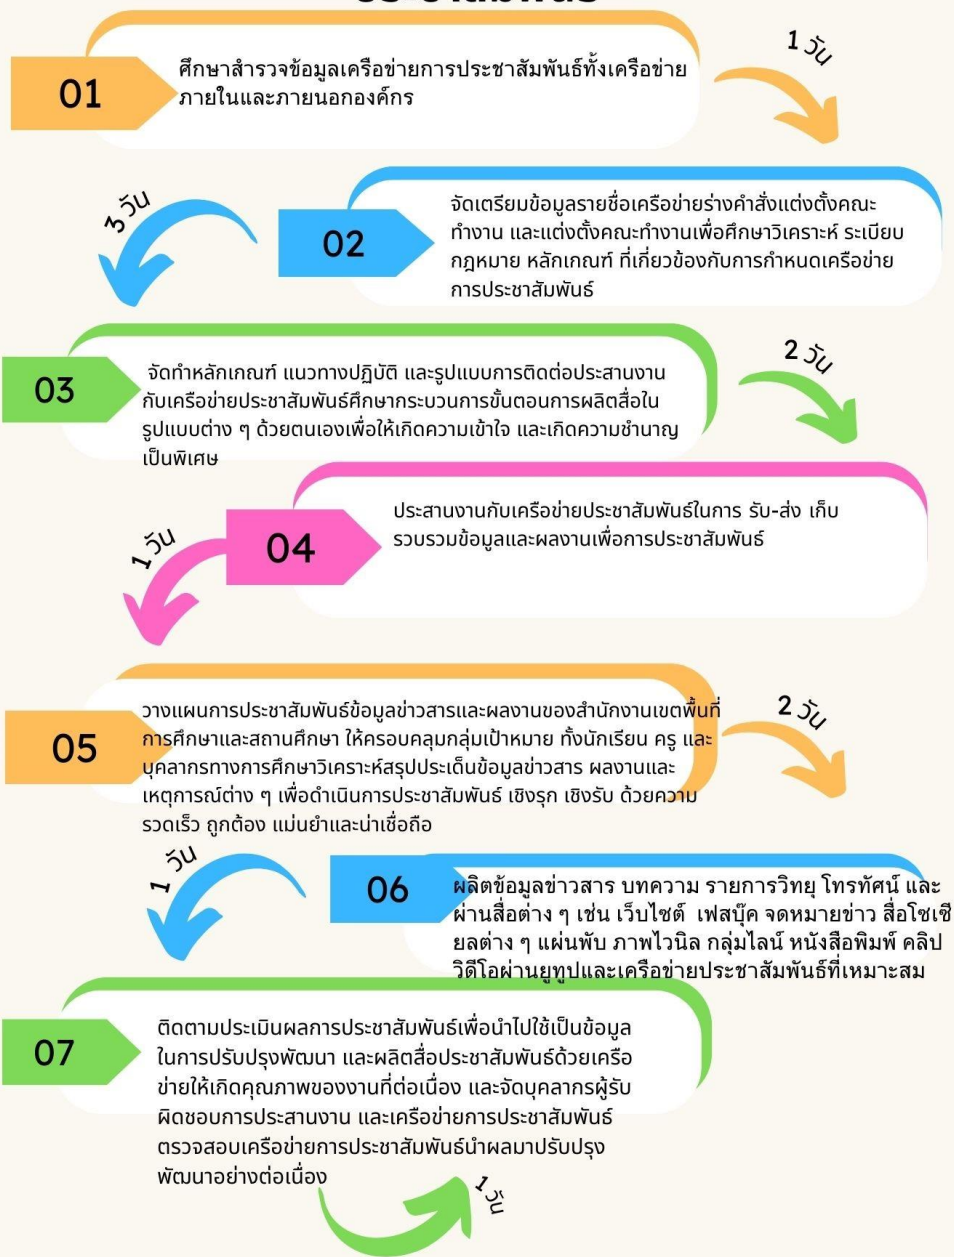 01
ศึกษาสำรวจข้อมูลเครือข่ายการประชาสัมพันธ์ทั้งเครือข่าย
ภายในและภายนอกองค์กร
1 วัน
02
จัดเตรียมข้อมูลรายชื่อเครือข่ายร่างคำสั่งแต่งตั้งคณะ
ทำงาน และแต่งตั้งคณะทำงานเพื่อศึกษาวิเคราะห์ ระเบียบ
กฎหมาย หลักเกณฑ์ ที่เกี่ยวข้องกับการกำหนดเครือข่าย
การประชาสัมพันธ์
3 วัน
03
จัดทำหลักเกณฑ์ แนวทางปฏิบัติ และรูปแบบการติดต่อประสานงาน
กับเครือข่ายประชาสัมพันธ์ศึกษากระบวนการขั้นตอนการผลิตสื่อใน
รูปแบบต่าง ๆ ด้วยตนเองเพื่อให้เกิดความเข้าใจ และเกิดความชำนาญ
เป็นพิเศษ
2 วัน
04
ประสานงานกับเครือข่ายประชาสัมพันธ์ในการ รับ-ส่ง เก็บ
รวบรวมข้อมูลและผลงานเพื่อการประชาสัมพันธ์
1 วัน
05
วางแผนการประชาสัมพันธ์ข้อมูลข่าวสารและผลงานของสำนักงานเขตพื้นที่
การศึกษาและสถานศึกษา ให้ครอบคลุมกลุ่มเป้าหมาย ทั้งนักเรียน ครู และ
บุคลากรทางการศึกษาวิเคราะห์สรุปประเด็นข้อมูลข่าวสาร ผลงานและ
เหตุการณ์ต่าง ๆ เพื่อดำเนินการประชาสัมพันธ์ เชิงรุก เชิงรับ ด้วยความ
รวดเร็ว ถูกต้อง แม่นยำและน่าเชื่อถือ
2 วัน
06
ผลิตข้อมูลข่าวสาร บทความ รายการวิทยุ โทรทัศน์ และ
ผ่านสื่อต่าง ๆ เช่น เว็บไซต์ เฟสบุ๊ค จดหมายข่าว สื่อโซเชี
ยลต่าง ๆ แผ่นพับ ภาพไวนิล กลุ่มไลน์ หนังสือพิมพ์ คลิป
วิดีโอผ่านยูทูปและเครือข่ายประชาสัมพันธ์ที่เหมาะสม
1 วัน
07
ติดตามประเมินผลการประชาสัมพันธ์เพื่อนำไปใช้เป็นข้อมูล
ในการปรับปรุงพัฒนา และผลิตสื่อประชาสัมพันธ์ด้วยเครือ
ข่ายให้เกิดคุณภาพของงานที่ต่อเนื่อง และจัดบุคลากรผู้รับ
ผิดชอบการประสานงาน และเครือข่ายการประชาสัมพันธ์
ตรวจสอบเครือข่ายการประชาสัมพันธ์นำผลมาปรับปรุง
พัฒนาอย่างต่อเนื่อง
1 วัน